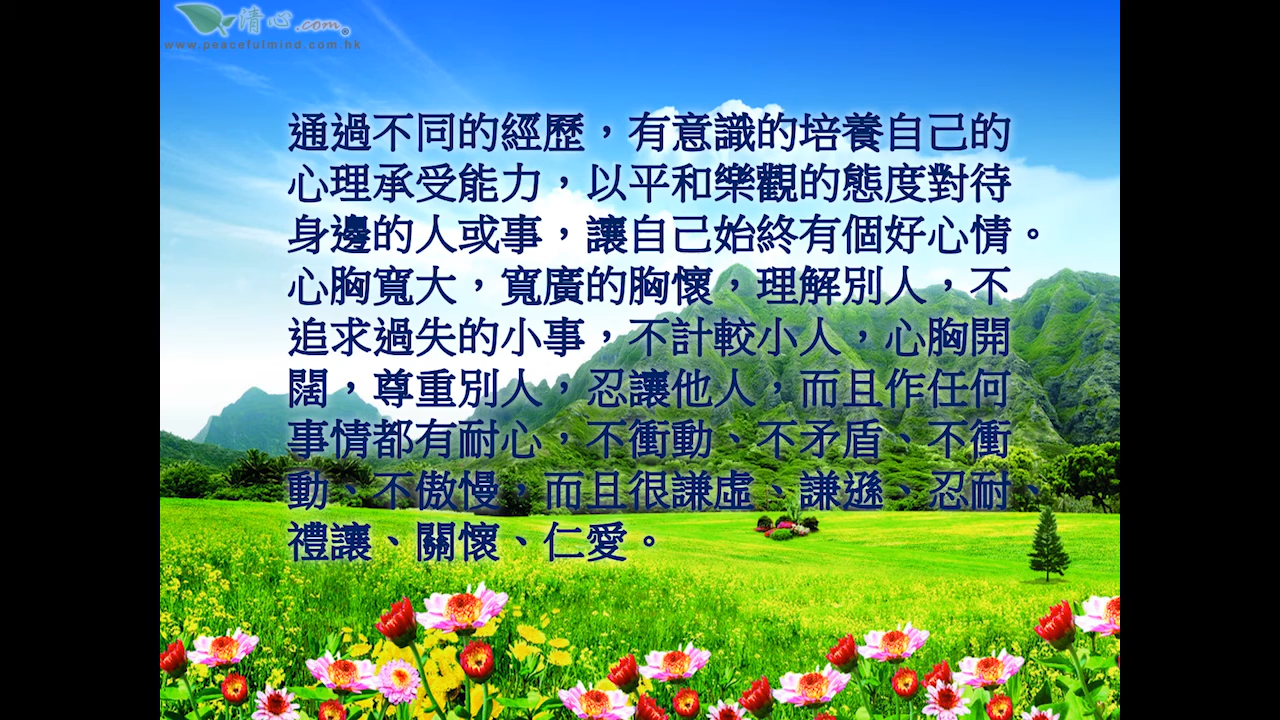 清心.com®
www.peacefulmind.com.hk
通過不同的經歷，有意識的培養自己的
心理承受能力，以平和樂觀的態度對待
身邊的人或事，讓自己始終有個好心情。
心胸寬大，寬廣的胸懷，理解別人，不
追求過失的小事，不計較小人，心胸開
闊，尊重別人，忍讓他人，而且作任何
事情都有耐心，不衝動、不矛盾、不衝
動、不傲慢，而且很謙虛、謙遜、忍耐、
禮讓、關懷、仁愛。